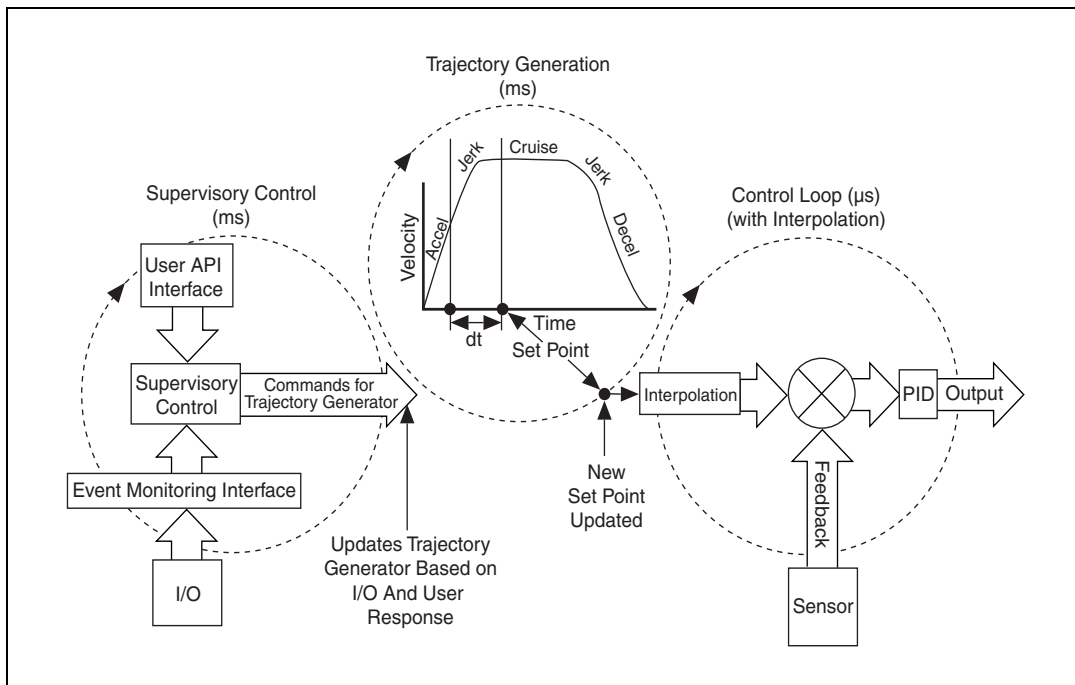 Trajectory Generation
(ms)
Jerk
Cruise
Jerk
Accel
Decel
Velocity
Time
dt
Set Point
Supervisory Control
(ms)
User API
Interface
Supervisory
Control
Commands for
Trajectory Generator
Event Monitoring Interface
I/O
Updates Trajectory
Generator Based on
I/O And User
Response
Control Loop (µs)
(with Interpolation)
Interpolation
PID
Output
New
Set Point
Updated
Feedback
Sensor